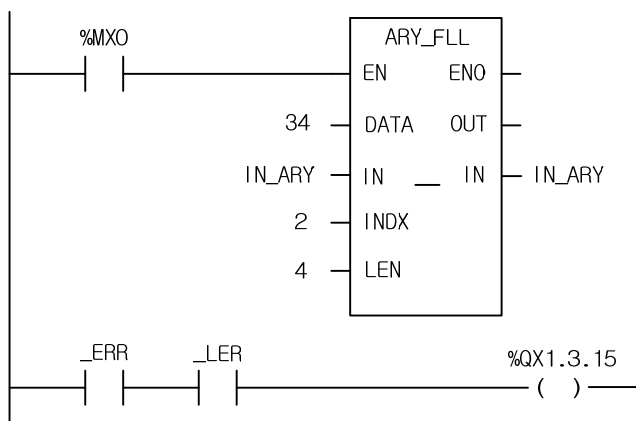 %MX0 ARY_FLL
EN ENO
34 DATA OUT
IN_ARY IN __ IN IN_ARY
2 INDX
4 LEN
_ERR _LER %QX1.3.15
( )